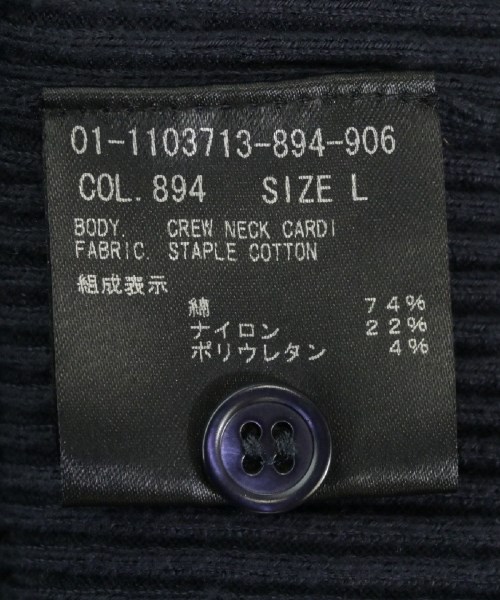 01-1103713-894-906
COL. 894 SIZE L
BODY. CREW NECK CARDI
FABRIC. STAPLE COTTON
組成表示
綿 74%
ナイロン 22%
ポリウレタン 4%